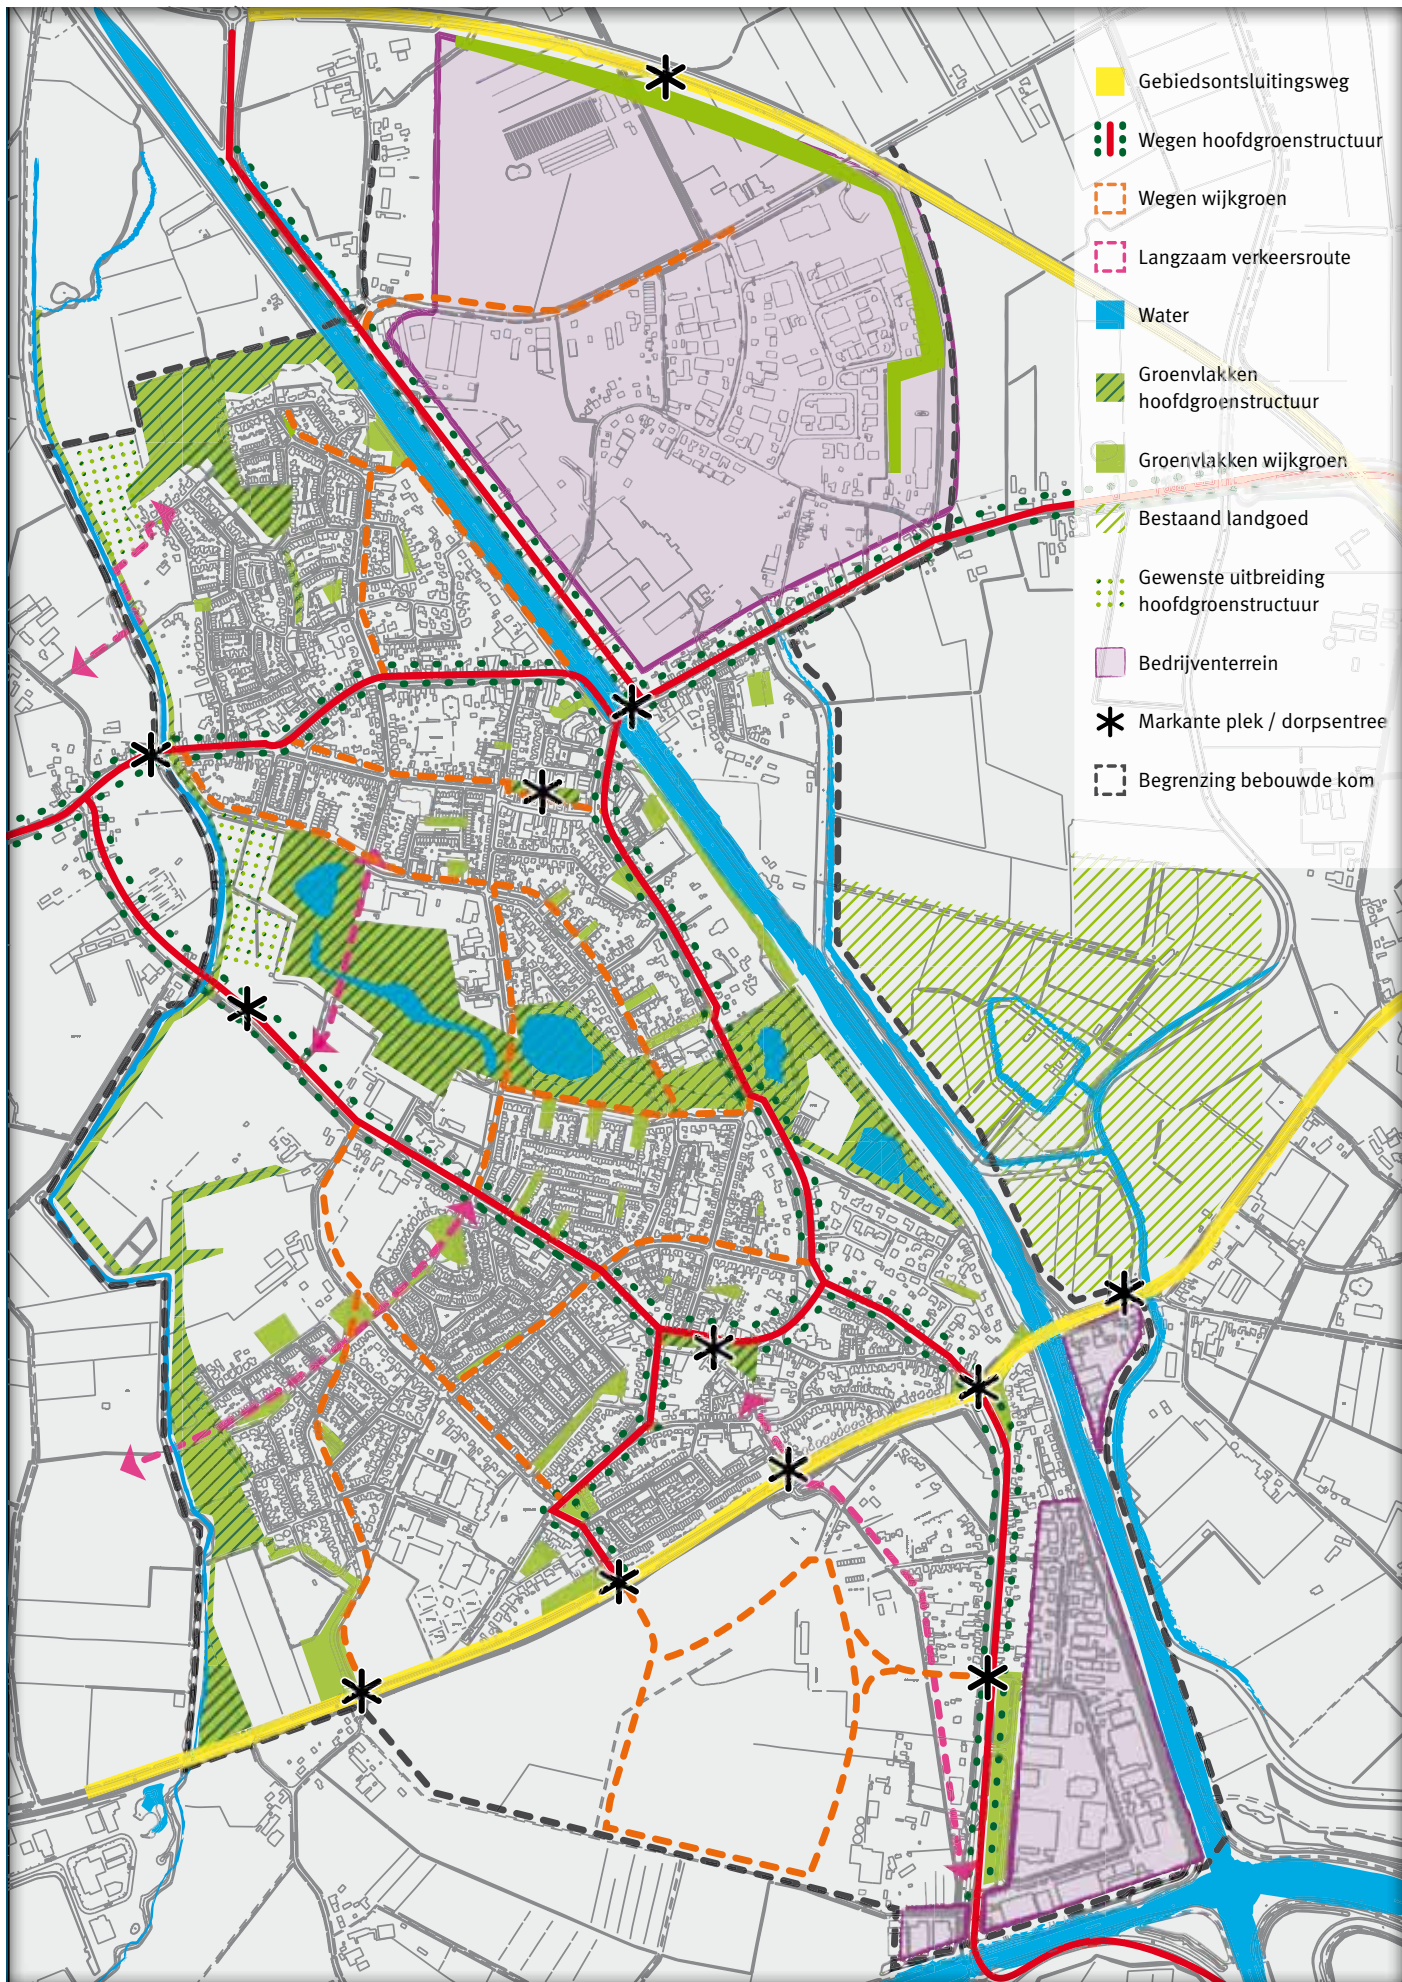 Gebiedsontsluitingsweg
Wegen hoofdgroenstructuur
Wegen wijkgroen
Langzaam verkeersroute
Water
Groenvlakken
hoofdgroenstructuur
Groenvlakken wijkgroen
Bestaand landgoed
Gewenste uitbreiding
hoofdgroenstructuur
Bedrijventerrein
Markante plek / dorpsentree
Begrenzing bebouwde kom